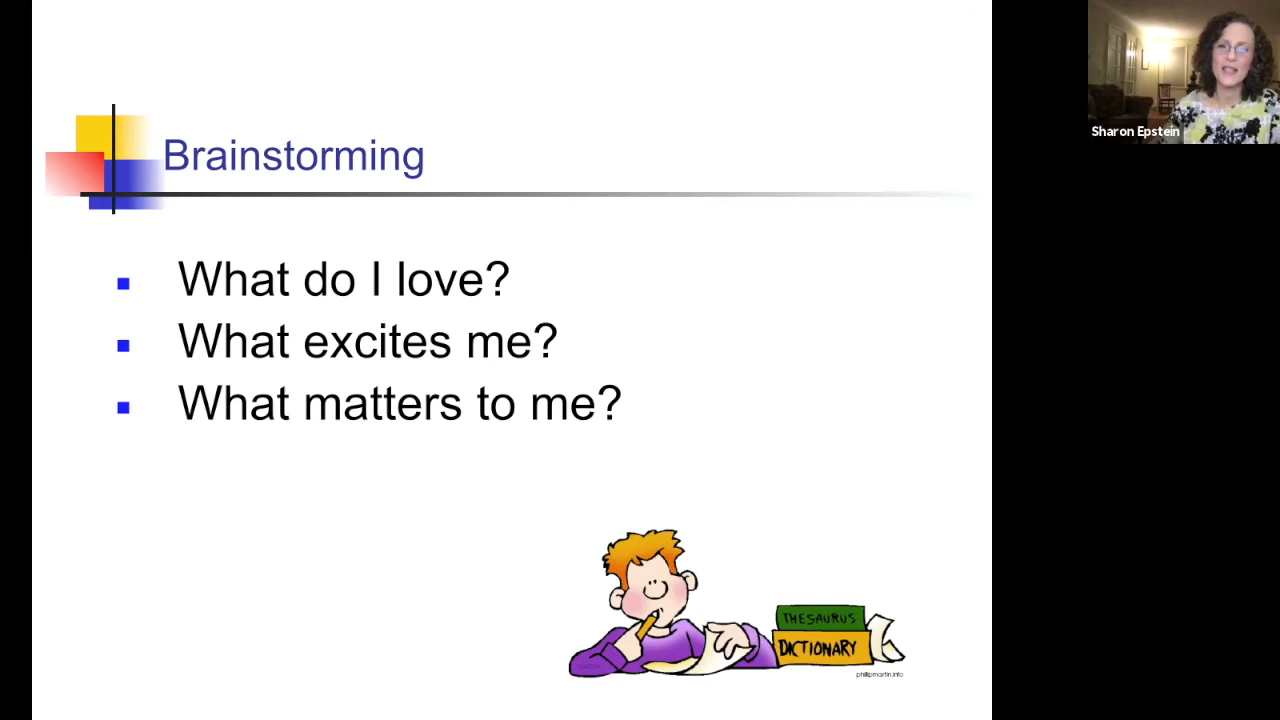 Brainstorming
What do I love?
What excites me?
What matters to me?
THESAURUS
DICTIONARY
phillipmartin.info
Sharon Epstein